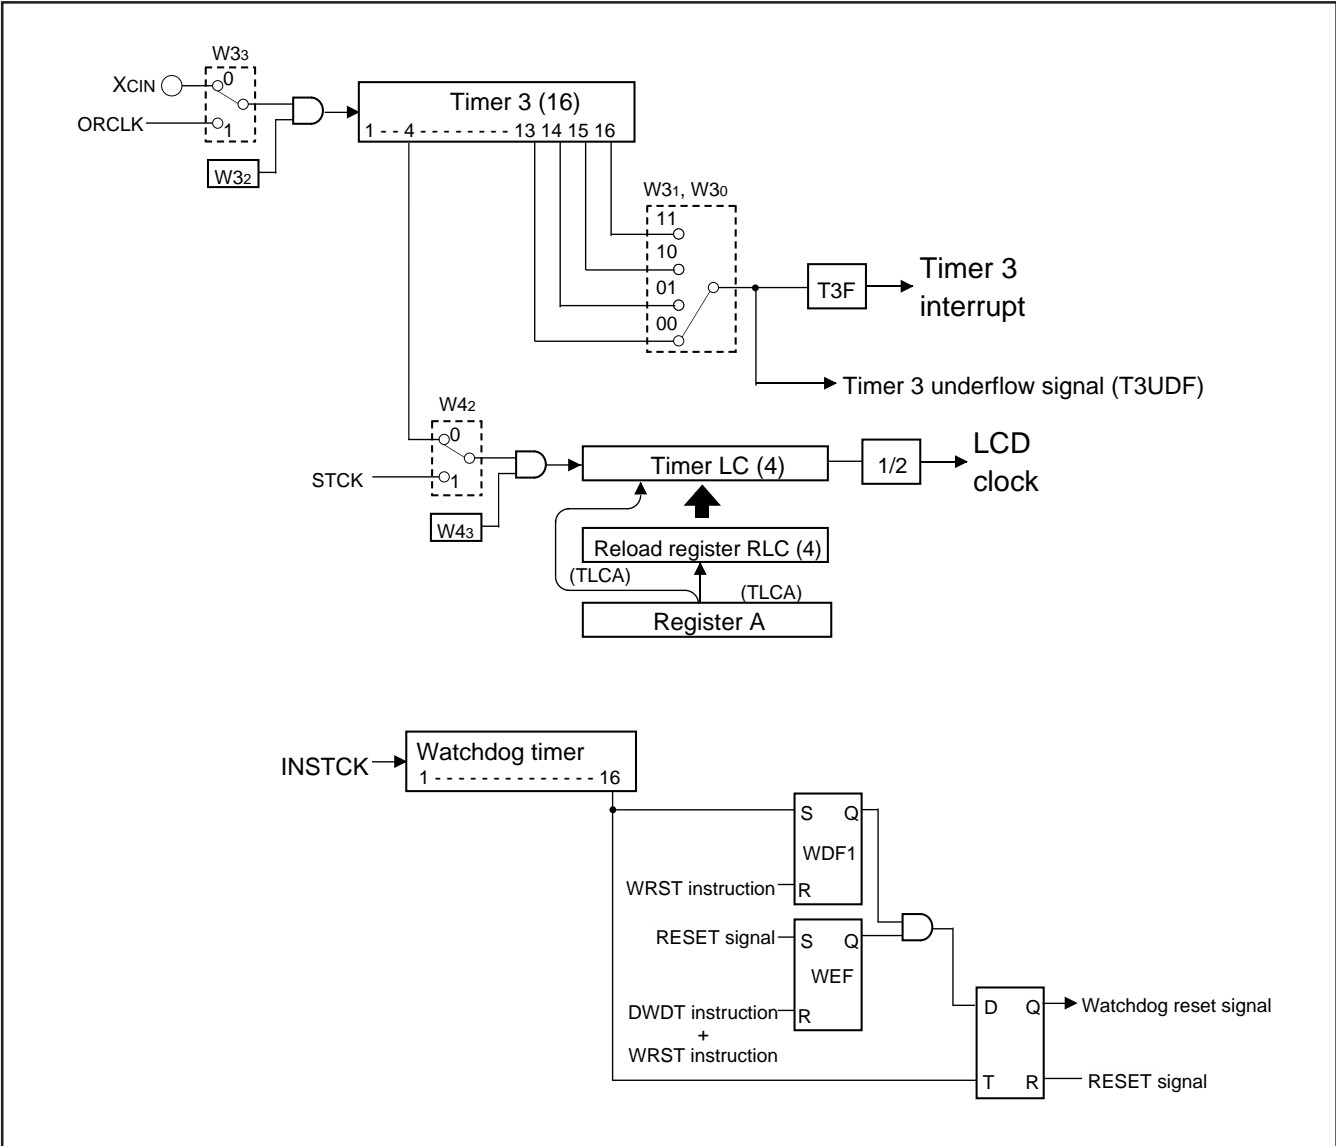 W33
XCIN
0
ORCLK
1
W32
Timer 3 (16)
1 - - 4 - - - - - - - - - 13 14 15 16
W31, W30
11
10
01
00
T3F
Timer 3
interrupt
Timer 3 underflow signal (T3UDF)
W42
0
STCK
1
W43
Timer LC (4)
1/2
LCD
clock
Reload register RLC (4)
(TLCA)
(TLCA)
Register A
INSTCK
Watchdog timer
1 - - - - - - - - - - - - - - 16
S Q
WDF1
WRST instruction
R
RESET signal
S Q
WEF
DWDT instruction
R
+
WRST instruction
D Q
Watchdog reset signal
T R
RESET signal